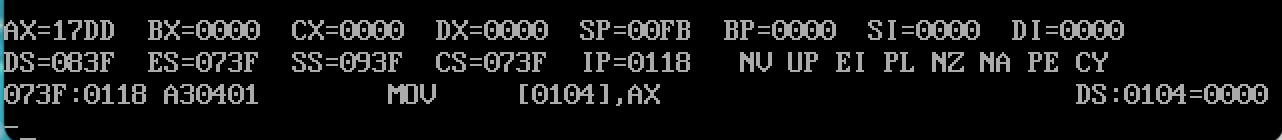 AX=17DD  BX=0000  CX=0000  DX=0000  SP=00FB  BP=0000  SI=0000  DI=0000
DS=083F  ES=073F  SS=093F  CS=073F  IP=0118   NV UP EI PL NZ NA PE CY
073F:0118 A30401        MOV     [0104],AX                          DS:0104=0000
-_